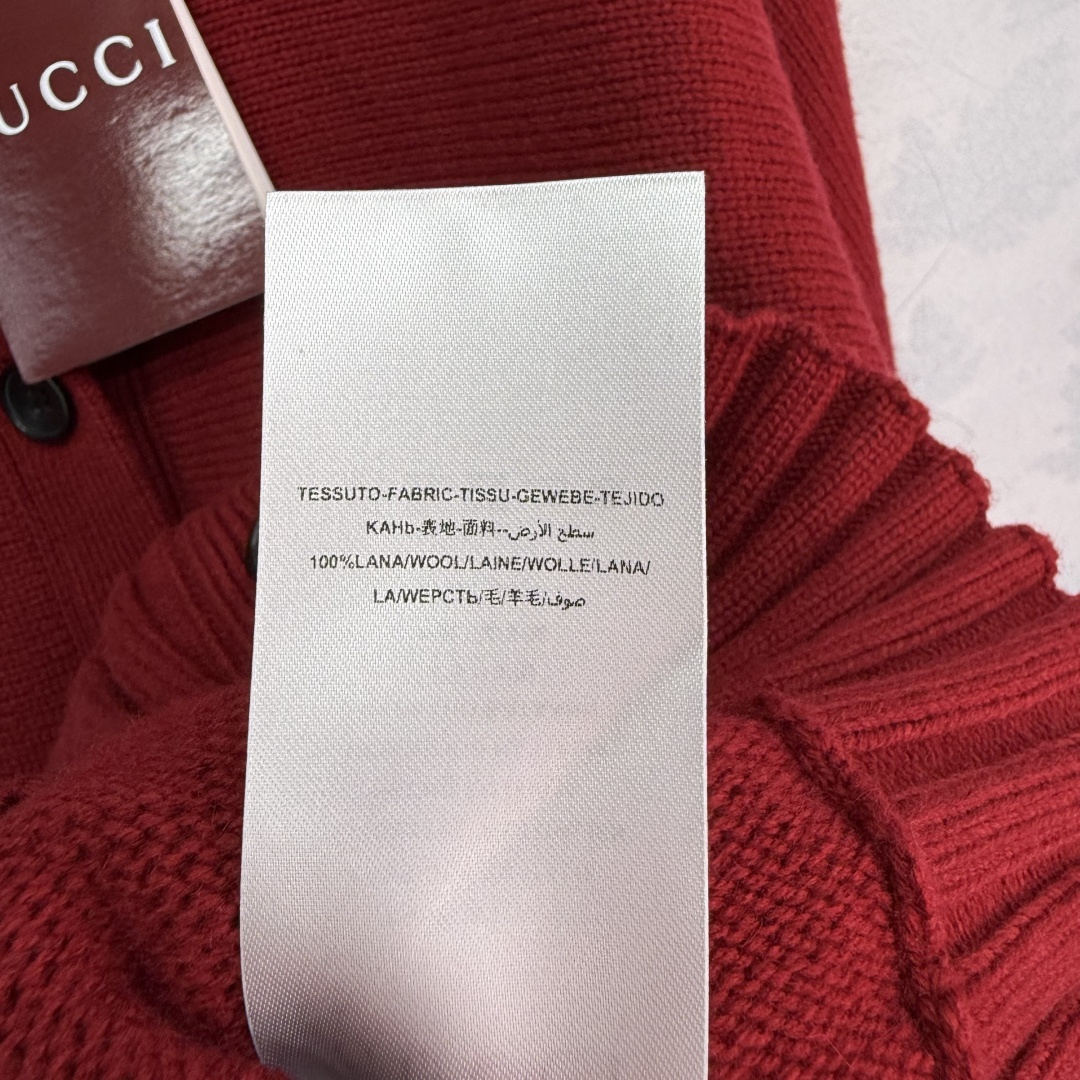 UCCI
TESSUTO-FABRIC-TISSU-GEWEBE-TEJIDO
KAHb-表地-面料--سطح الأرض
100%LANA/WOOL/LAINE/WOLLE/LANA/
LA/WEPCTЬ/毛/羊毛/صوف